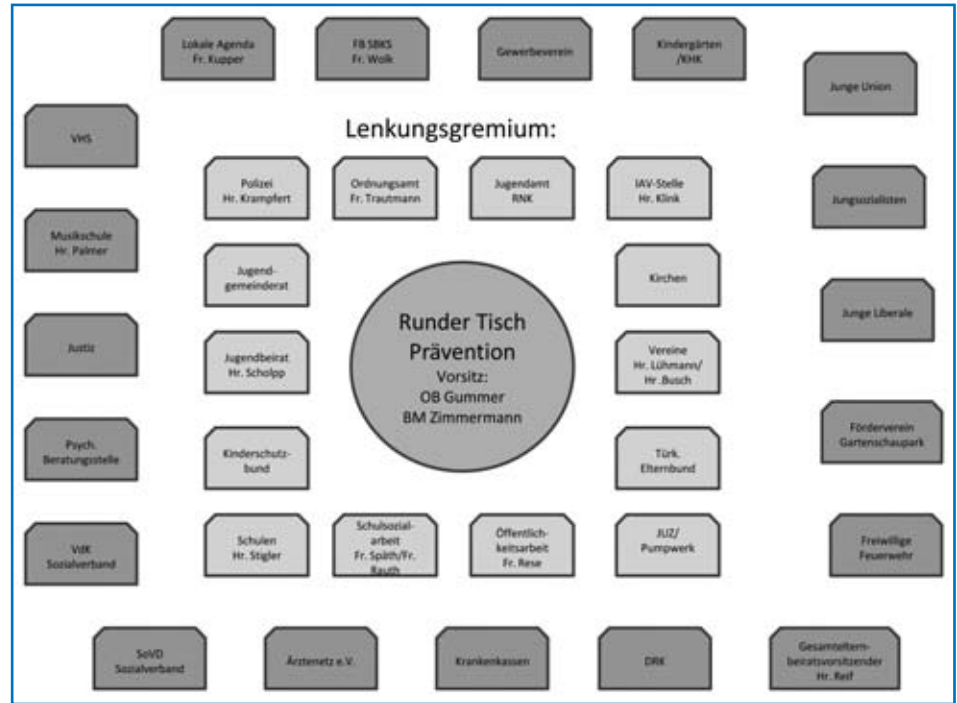 Lokale Agenda
Fr. Kupper
FB SBKS
Fr. Wolk
Gewerbeverein
Kindergärten
/KHK
Junge Union
VHS
Lenkungsgremium:
Polizei
Hr. Krampfert
Ordnungsamt
Fr. Trautmann
Jugendamt
RNK
IAV-Stelle
Hr. Klink
Jungsozialisten
Musikschule
Hr. Palmer
Jugend-
gemeinderat
Kirchen
Runder Tisch
Prävention
Vorsitz:
OB Gummer
BM Zimmermann
Junge Liberale
Justiz
Jugendbeirat
Hr. Scholpp
Vereine
Hr. Lühmann/
Hr .Busch
Psych.
Beratungsstelle
Kinderschutz-
bund
Türk.
Elternbund
Förderverein
Gartenschaupark
VdK
Sozialverband
Schulen
Hr. Stigler
Schulsozial-
arbeit
Fr. Späth/Fr.
Rauth
Öffentlich-
keitsarbeit
Fr. Rese
JUZ/
Pumpwerk
Freiwillige
Feuerwehr
SoVD
Sozialverband
Ärztenetz e.V.
Krankenkassen
DRK
Gesamteltern-
beiratsvorsitzender
Hr. Reif